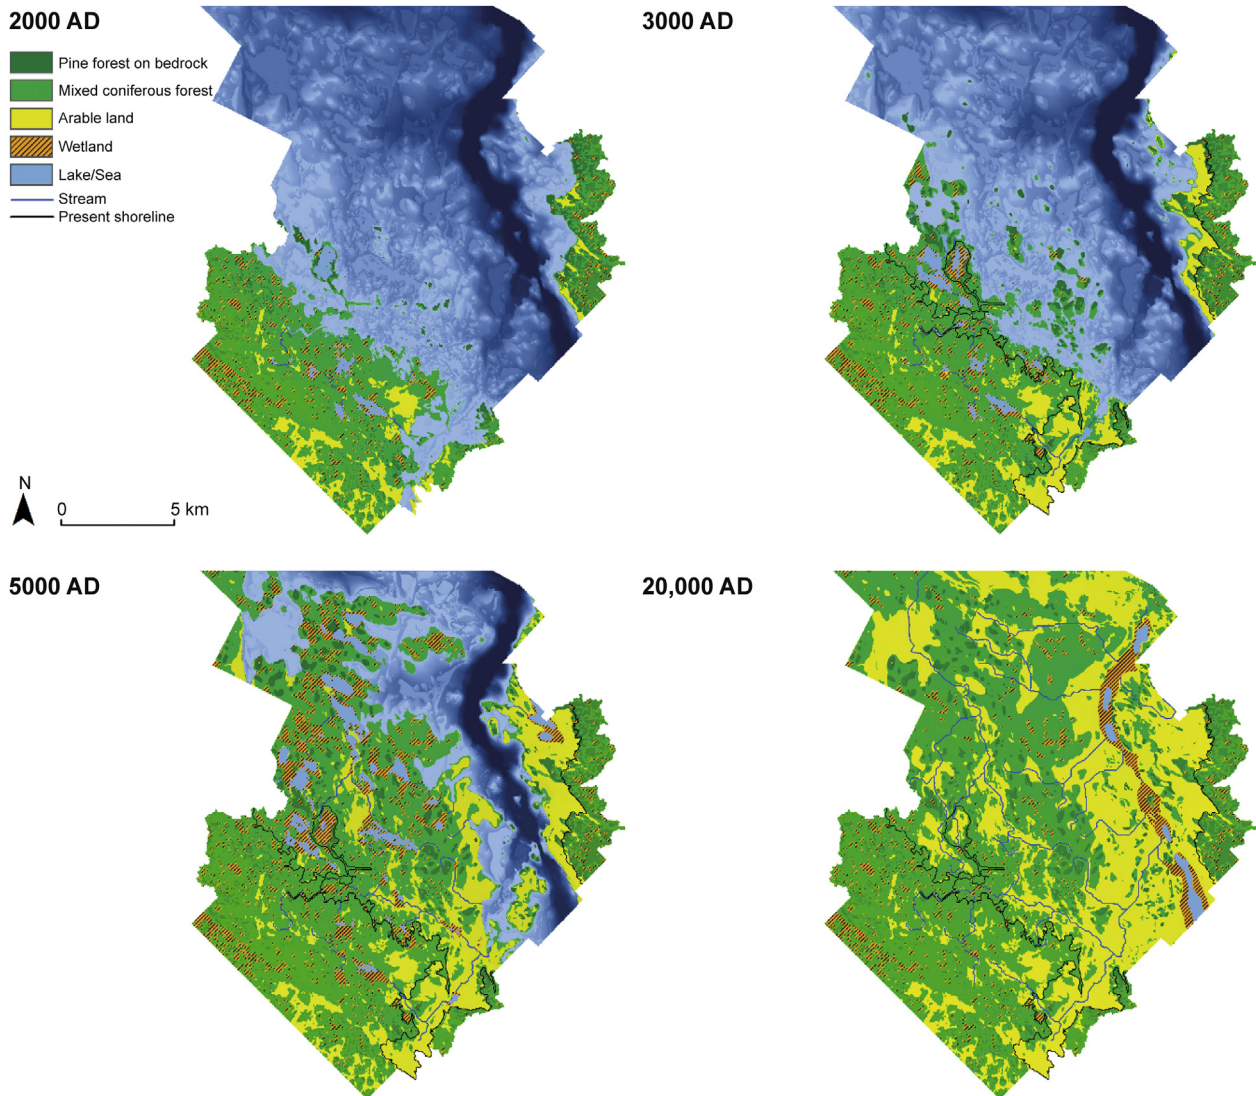 2000 AD
3000 AD
Pine forest on bedrock
Mixed coniferous forest
Arable land
Wetland
Lake/Sea
Stream
Present shoreline
N
0 5 km
5000 AD
20,000 AD